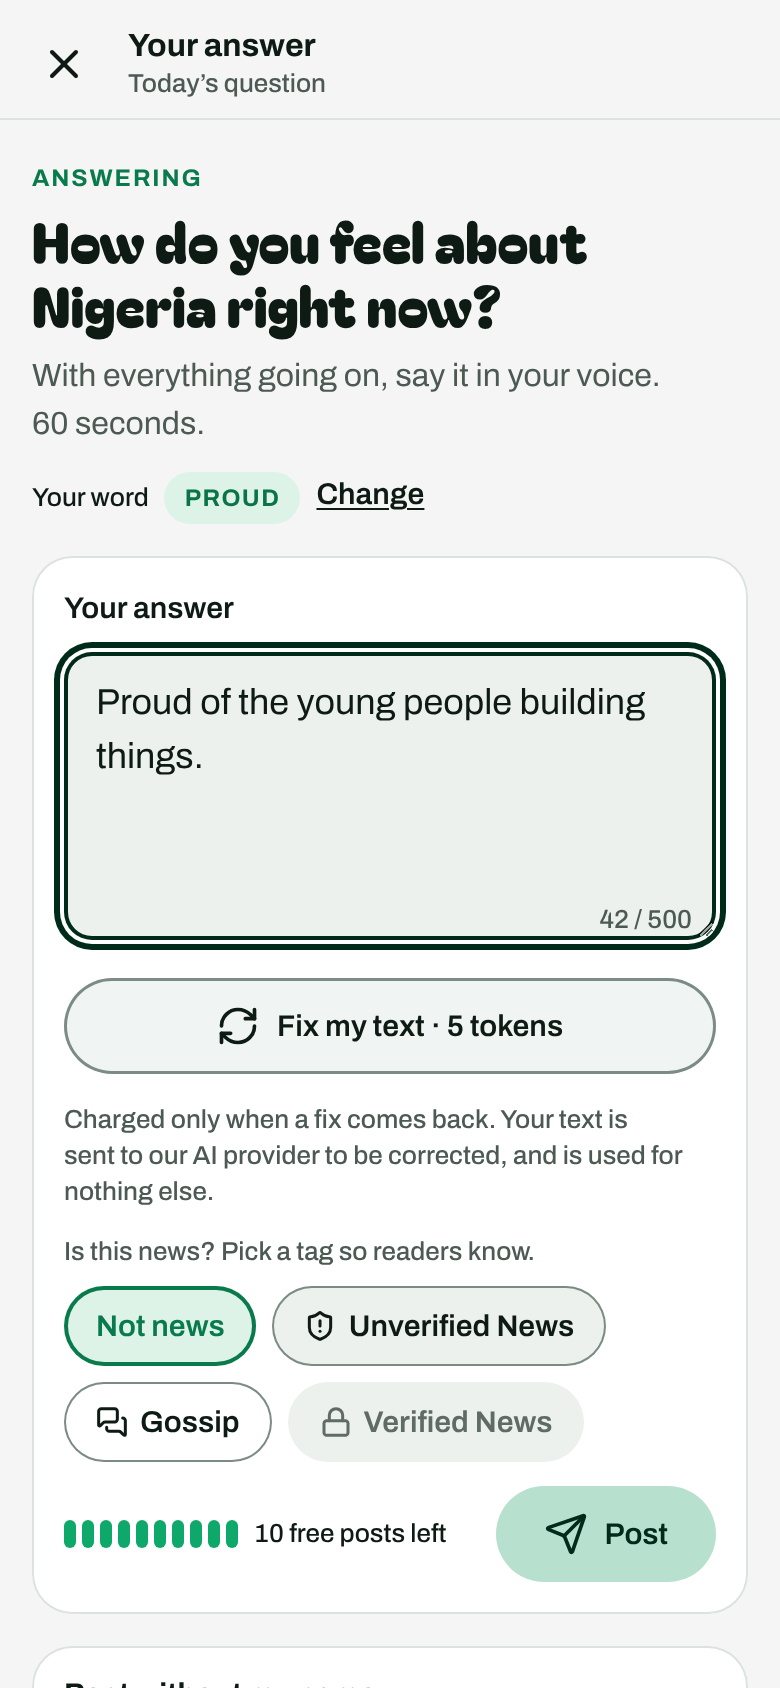 Your answer
Today’s question
ANSWERING
How do you feel about
Nigeria right now?
With everything going on, say it in your voice.
60 seconds.
Your word PROUD Change
Your answer
Proud of the young people building
things.
42 / 500
Fix my text · 5 tokens
Charged only when a fix comes back. Your text is
sent to our AI provider to be corrected, and is used for
nothing else.
Is this news? Pick a tag so readers know.
Not news Unverified News
Gossip Verified News
10 free posts left Post